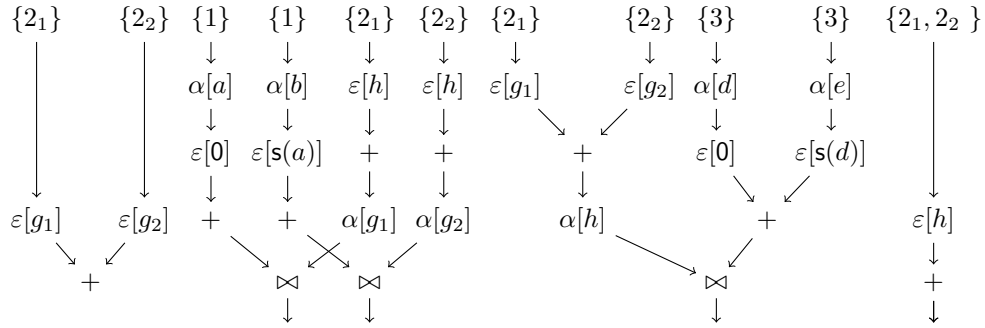 {2₁} {2₂} {1} {1} {2₁} {2₂} {2₁} {2₂} {3} {3} {2₁, 2₂ }
α[a] α[b] ε[h] ε[h] ε[g₁] ε[g₂] α[d] α[e]
ε[0] ε[s(a)] + + + ε[0] ε[s(d)]
ε[g₁] ε[g₂] + + α[g₁] α[g₂] α[h] + ε[h]
+ ⋈ ⋈ ⋈ +